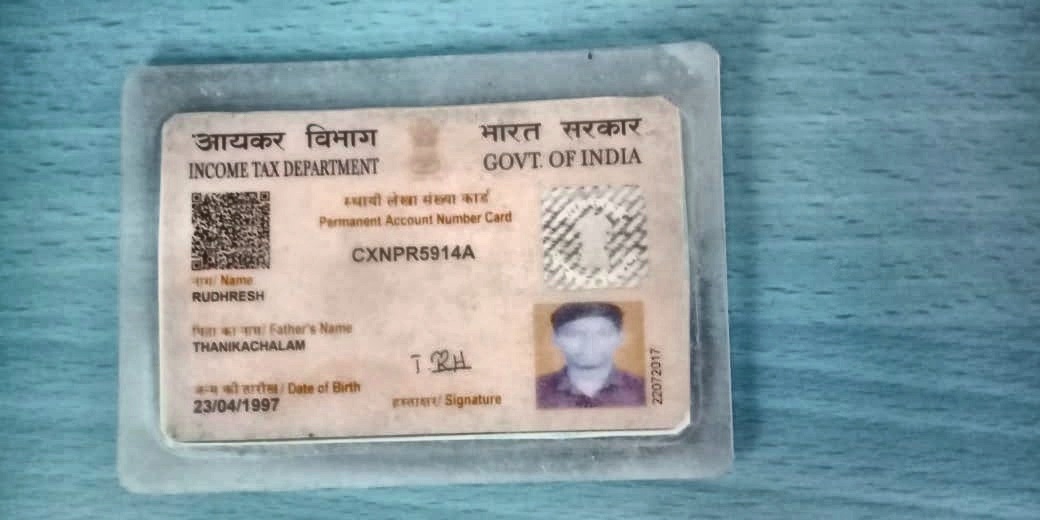 आयकर विभाग
INCOME TAX DEPARTMENT
भारत सरकार
GOVT. OF INDIA
स्थायी लेखा संख्या कार्ड
Permanent Account Number Card
CXNPR5914A
नाम/ Name
RUDHRESH
पिता का नाम/ Father's Name
THANIKACHALAM
जन्म की तारीख/ Date of Birth
23/04/1997
T.RH
हस्ताक्षर/ Signature
22072017